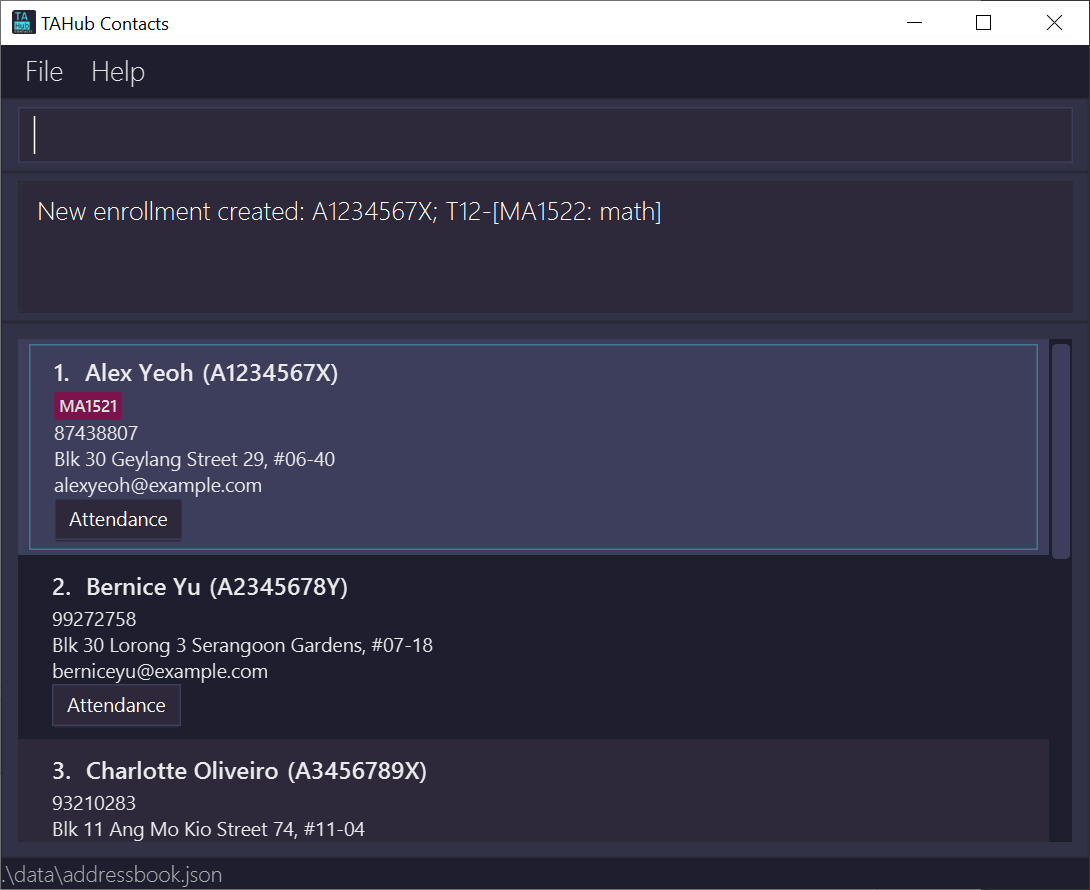 TAHub Contacts
File Help
New enrollment created: A1234567X; T12-[MA1522: math]
1. Alex Yeoh (A1234567X)
MA1521
87438807
Blk 30 Geylang Street 29, #06-40
alexyeoh@example.com
Attendance
2. Bernice Yu (A2345678Y)
99272758
Blk 30 Lorong 3 Serangoon Gardens, #07-18
berniceyu@example.com
Attendance
3. Charlotte Oliveiro (A3456789X)
93210283
Blk 11 Ang Mo Kio Street 74, #11-04
.\data\addressbook.json